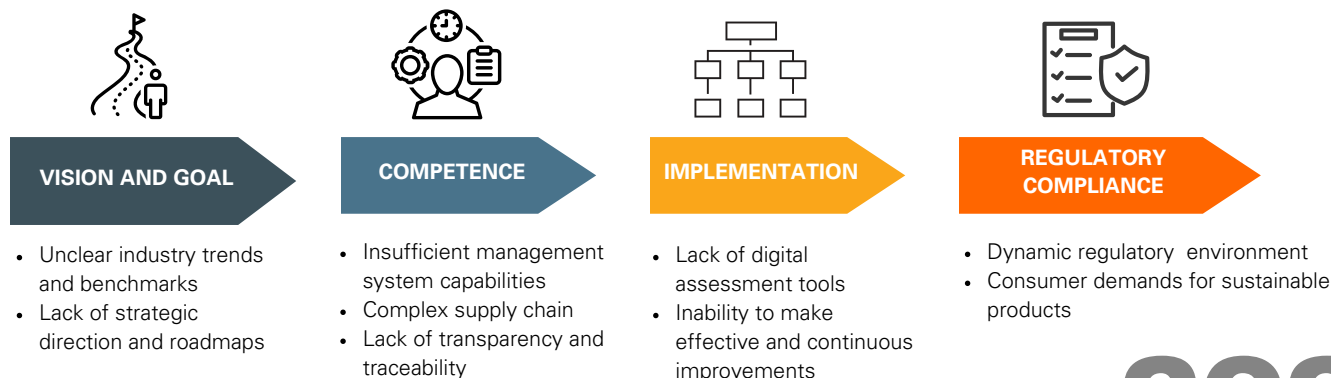 VISION AND GOAL
• Unclear industry trends
and benchmarks
• Lack of strategic
direction and roadmaps
COMPETENCE
• Insufficient management
system capabilities
• Complex supply chain
• Lack of transparency and
traceability
IMPLEMENTATION
• Lack of digital
assessment tools
• Inability to make
effective and continuous
improvements
REGULATORY
COMPLIANCE
• Dynamic regulatory environment
• Consumer demands for sustainable
products